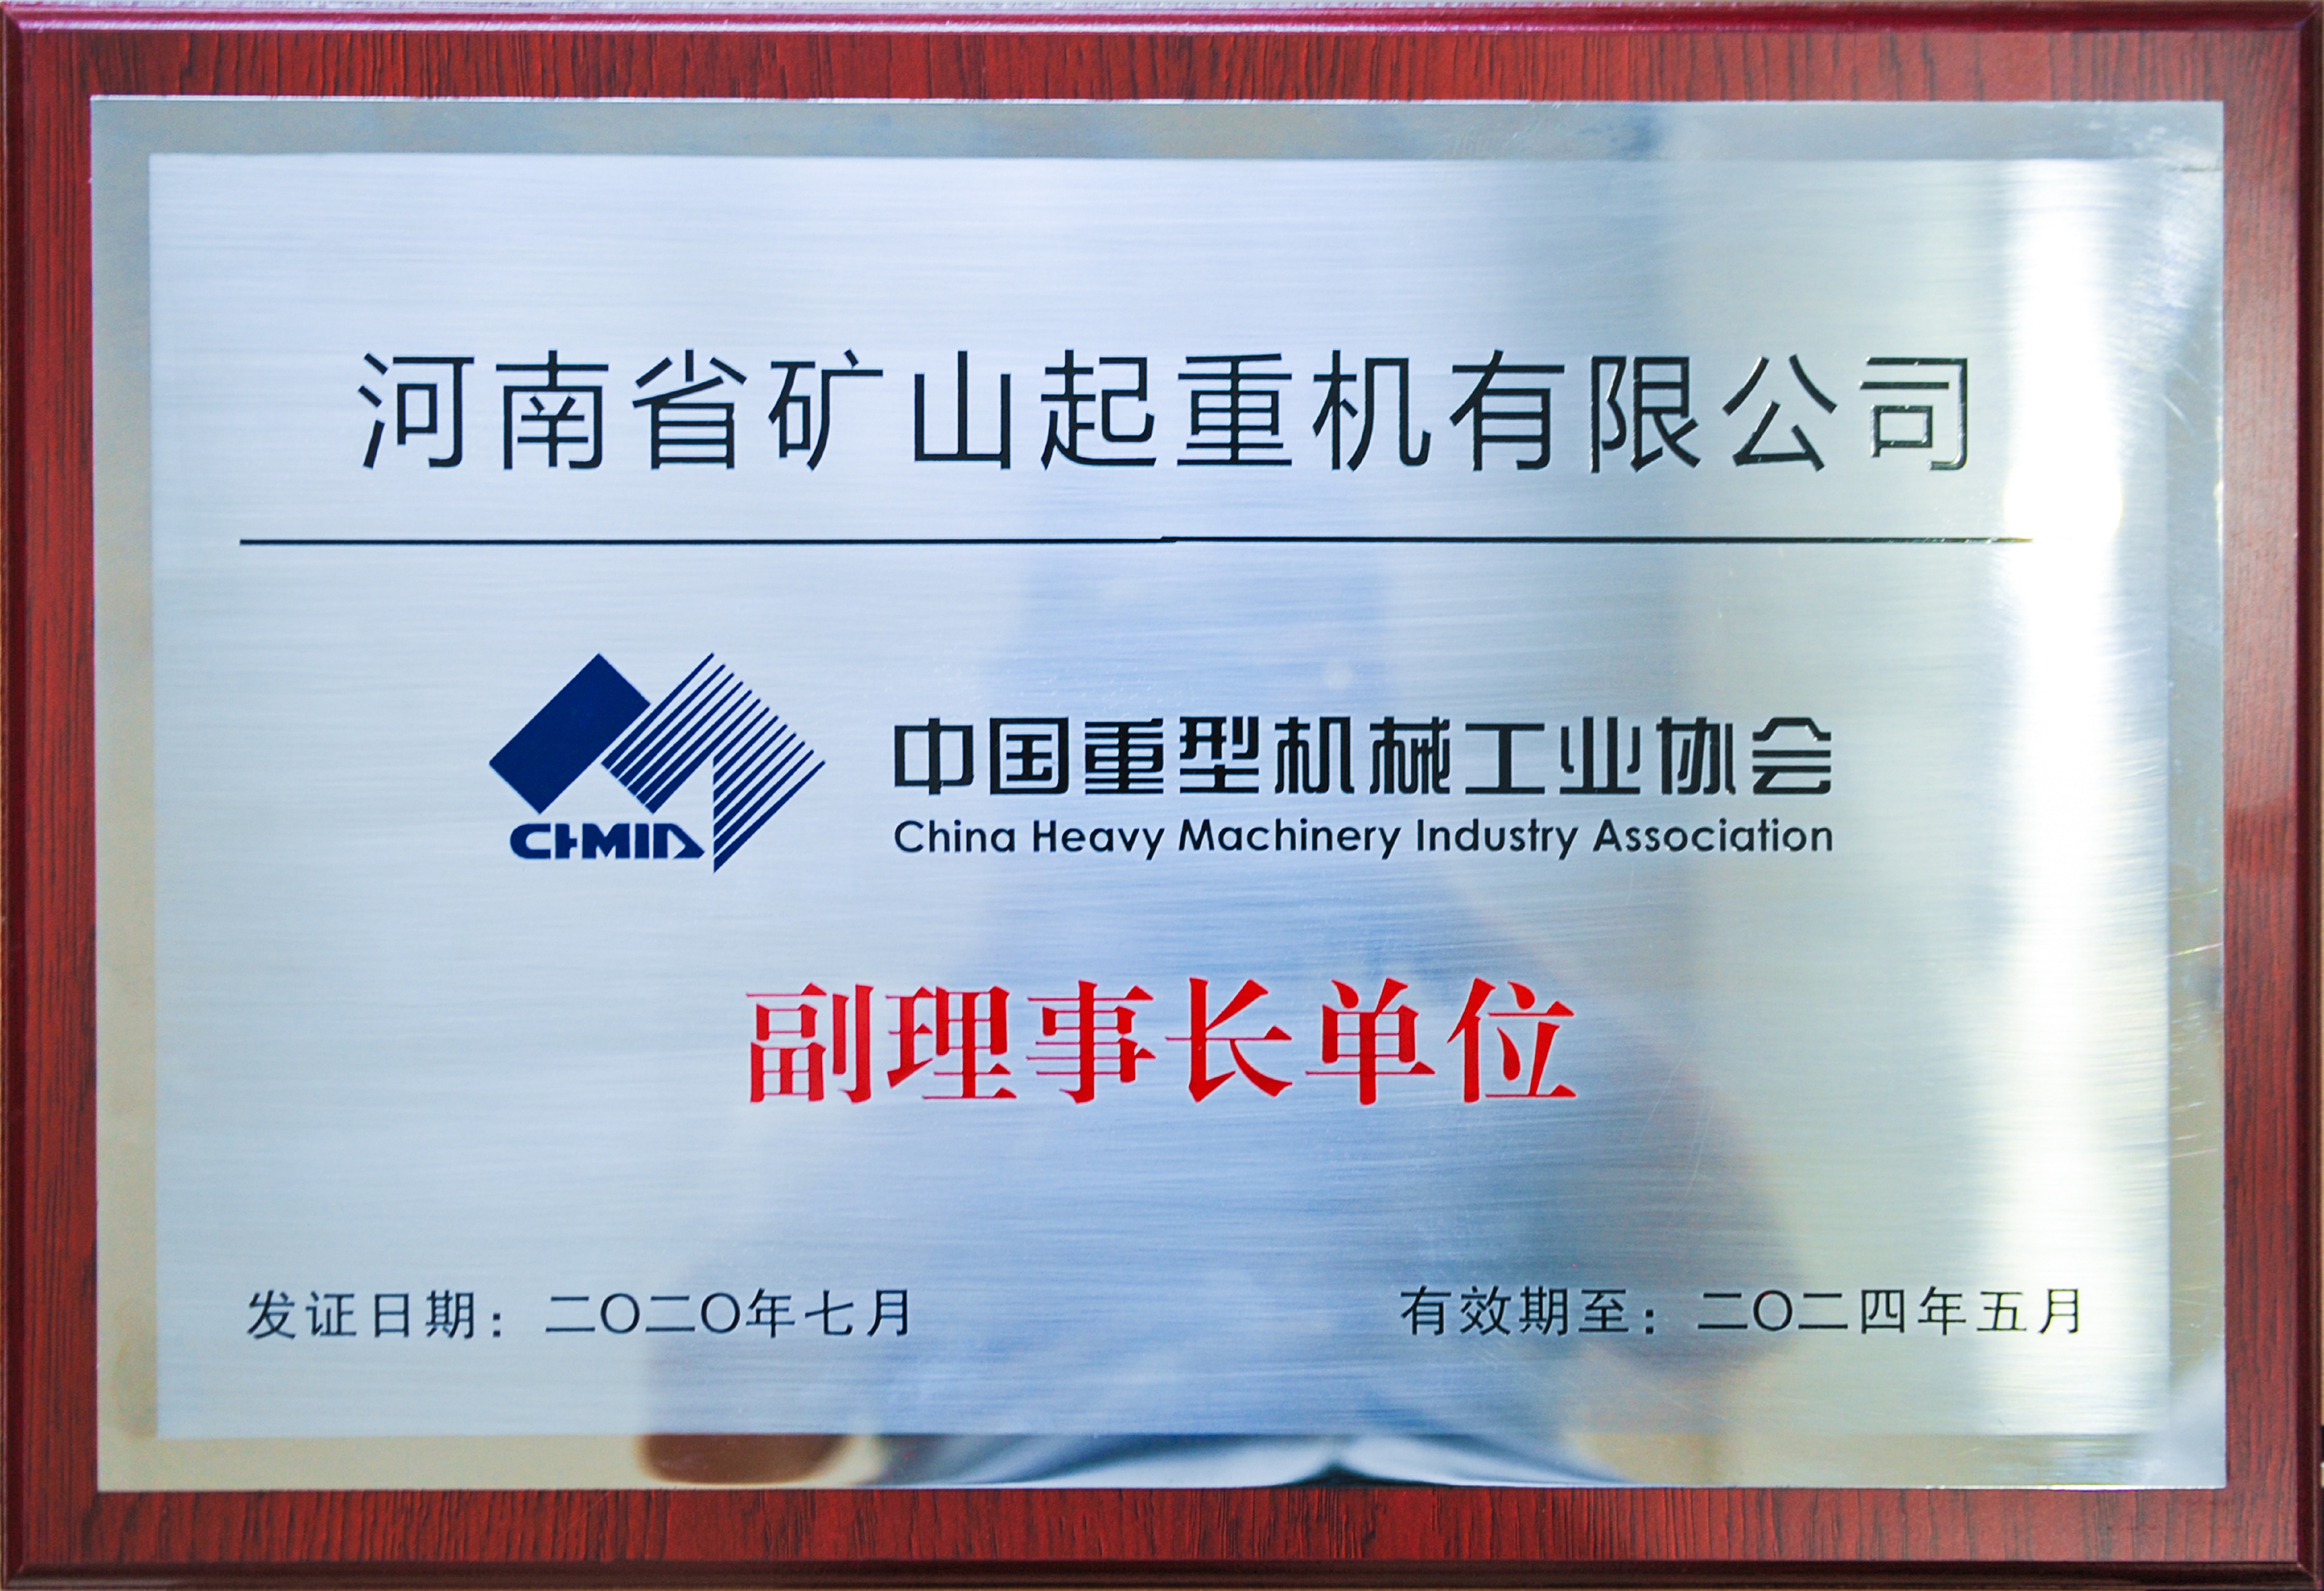 河南省矿山起重机有限公司
CHMIA
中国重型机械工业协会
China Heavy Machinery Industry Association
副理事长单位
发证日期：二〇二〇年七月
有效期至：二〇二四年五月